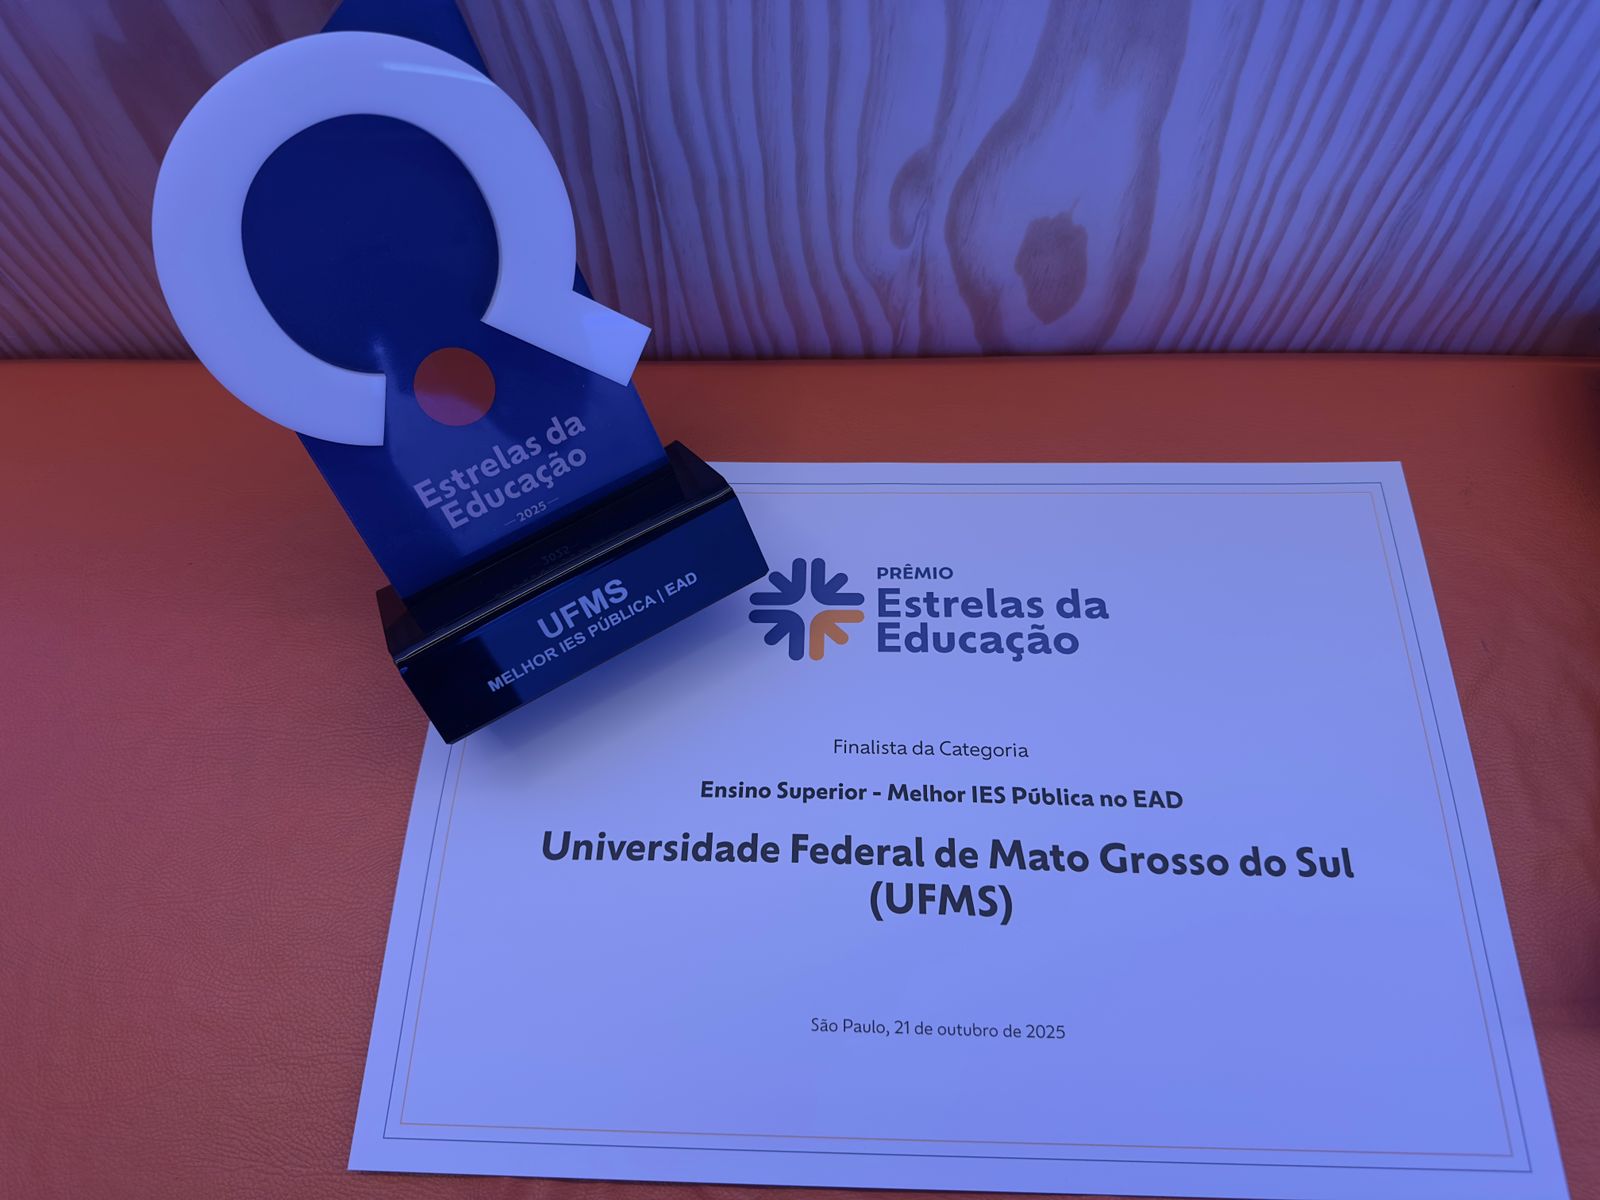 Estrelas da
Educação
— 2025 —
UFMS
MELHOR IES PÚBLICA | EAD
PRÊMIO
Estrelas da
Educação
Finalista da Categoria
Ensino Superior - Melhor IES Pública no EAD
Universidade Federal de Mato Grosso do Sul
(UFMS)
São Paulo, 21 de outubro de 2025